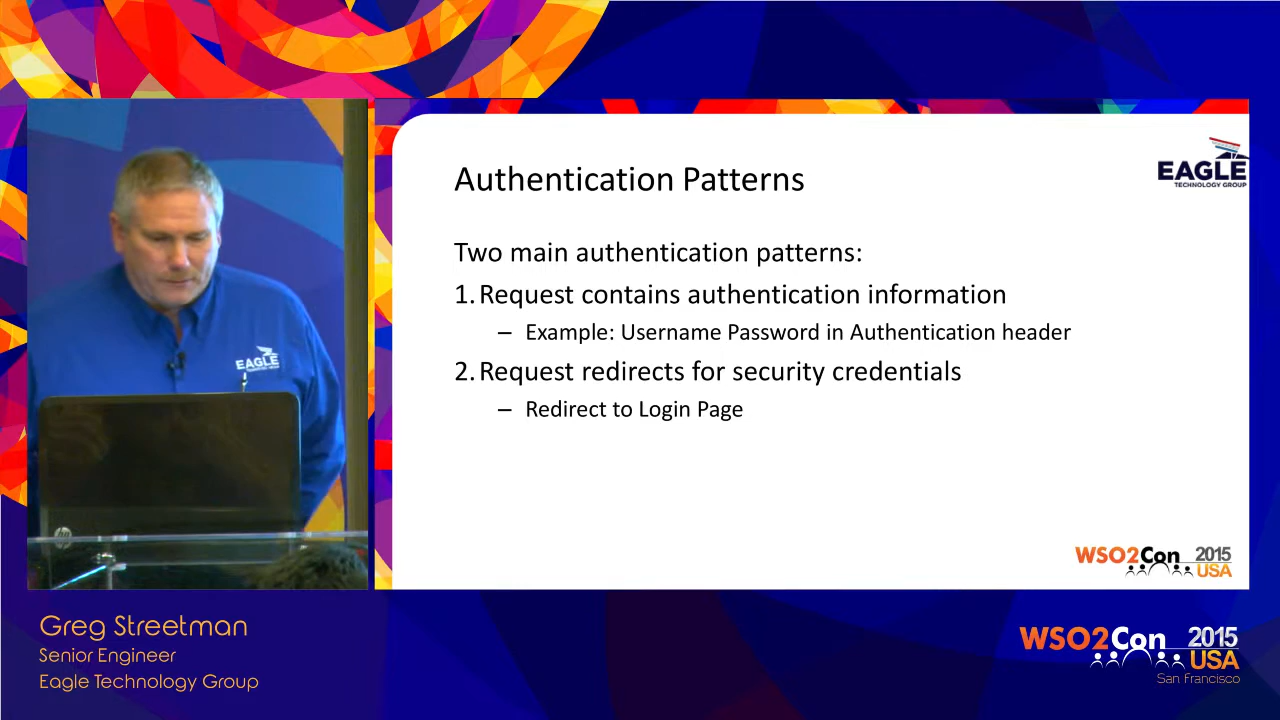 EAGLE
TECHNOLOGY GROUP
Authentication Patterns
Two main authentication patterns:
1. Request contains authentication information
– Example: Username Password in Authentication header
2. Request redirects for security credentials
– Redirect to Login Page
EAGLE
hp
WSO2Con 2015
USA
Greg Streetman
Senior Engineer
Eagle Technology Group
WSO2Con 2015
USA
San Francisco